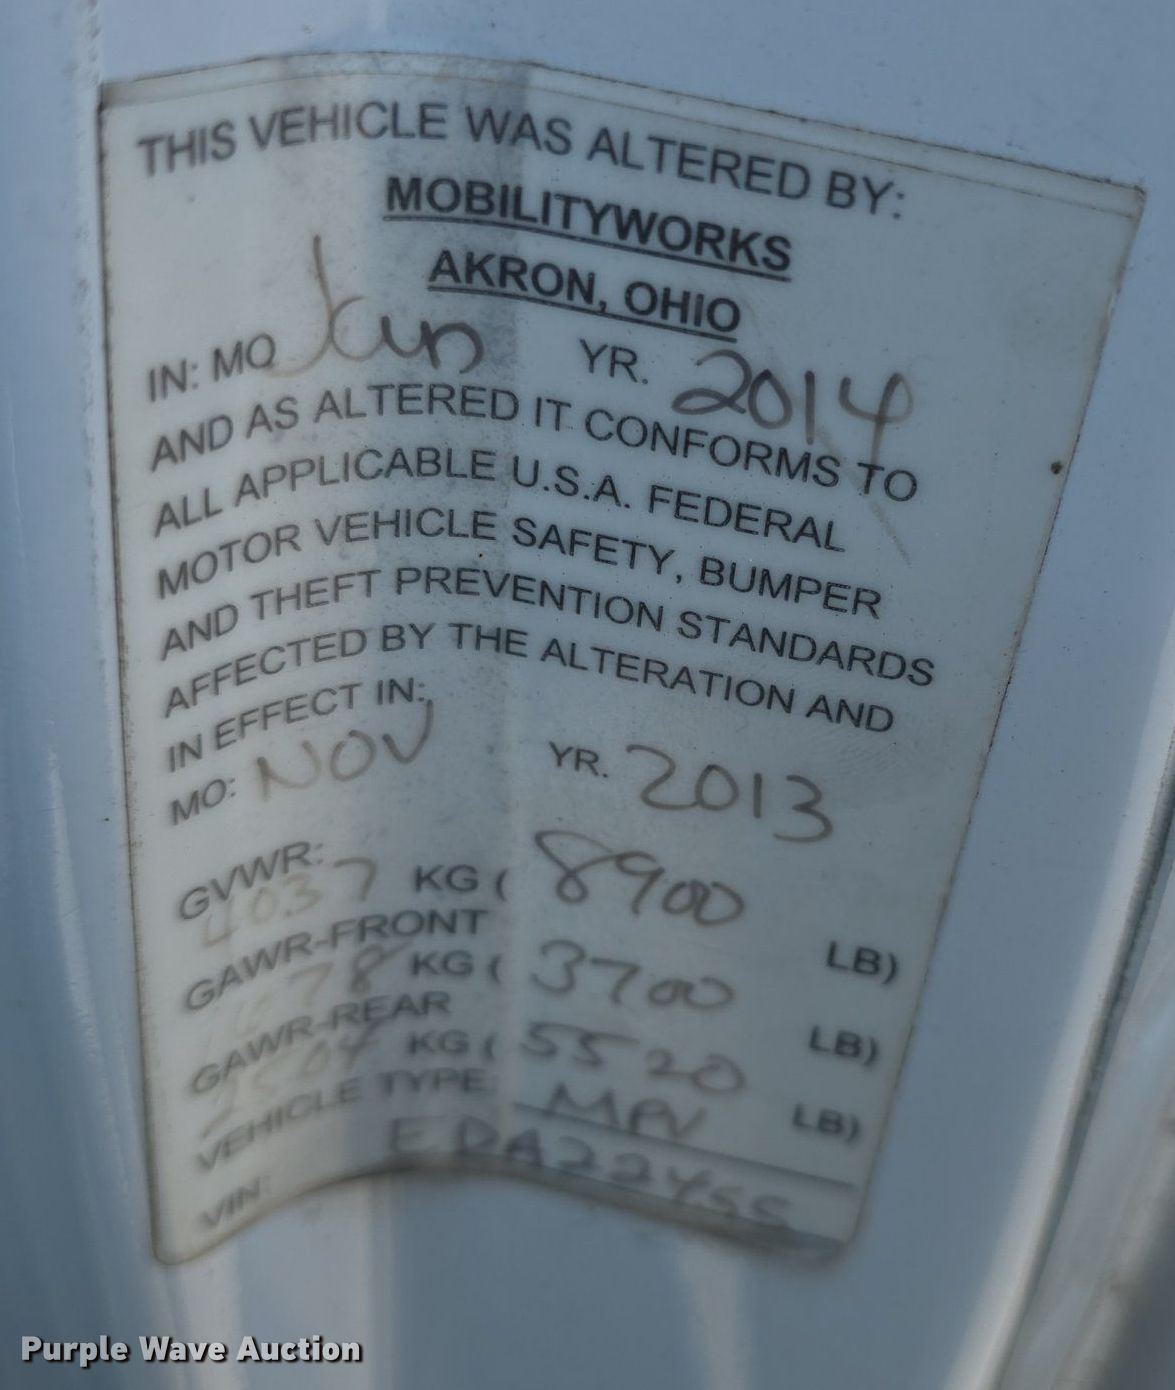 THIS VEHICLE WAS ALTERED BY:
MOBILITYWORKS
AKRON, OHIO
IN: MO Jan YR. 2014
AND AS ALTERED IT CONFORMS TO
ALL APPLICABLE U.S.A. FEDERAL
MOTOR VEHICLE SAFETY, BUMPER
AND THEFT PREVENTION STANDARDS
AFFECTED BY THE ALTERATION AND
IN EFFECT IN:
MO: NOV YR. 2013
GVWR:
4037 KG ( 8900 LB)
GAWR-FRONT
KG ( 3700 LB)
GAWR-REAR
2504 KG ( 5520 LB)
VEHICLE TYPE: MPV
VIN: EDA22455
Purple Wave Auction